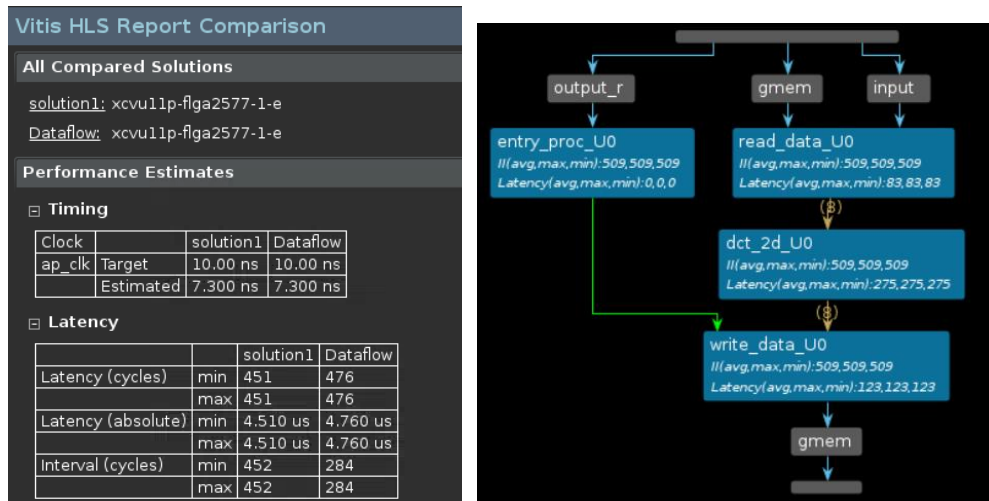 Vitis HLS Report Comparison
All Compared Solutions
solution1: xcvu11p-flga2577-1-e
Dataflow: xcvu11p-flga2577-1-e
Performance Estimates
Timing
Clock solution1 Dataflow
ap_clk Target 10.00 ns 10.00 ns
Estimated 7.300 ns 7.300 ns
Latency
solution1 Dataflow
Latency (cycles) min 451 476
max 451 476
Latency (absolute) min 4.510 us 4.760 us
max 4.510 us 4.760 us
Interval (cycles) min 452 284
max 452 284
output_r
gmem
input
entry_proc_U0
II(avg,max,min):509,509,509
Latency(avg,max,min):0,0,0
read_data_U0
II(avg,max,min):509,509,509
Latency(avg,max,min):83,83,83
(8)
dct_2d_U0
II(avg,max,min):509,509,509
Latency(avg,max,min):275,275,275
(8)
write_data_U0
II(avg,max,min):509,509,509
Latency(avg,max,min):123,123,123
gmem